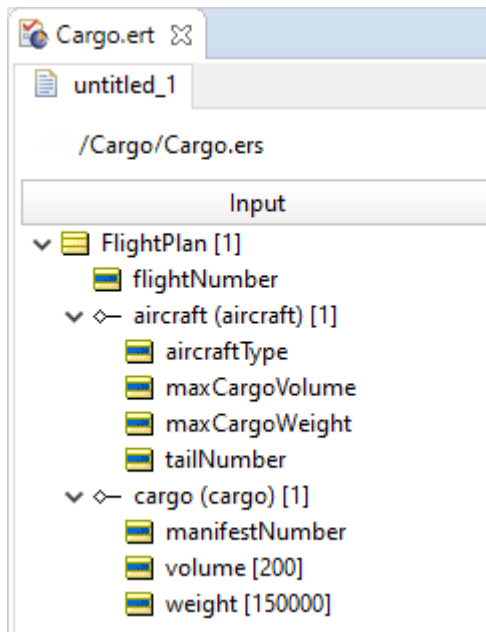 Cargo.ert
untitled_1
/Cargo/Cargo.ers
Input
FlightPlan [1]
flightNumber
aircraft (aircraft) [1]
aircraftType
maxCargoVolume
maxCargoWeight
tailNumber
cargo (cargo) [1]
manifestNumber
volume [200]
weight [150000]